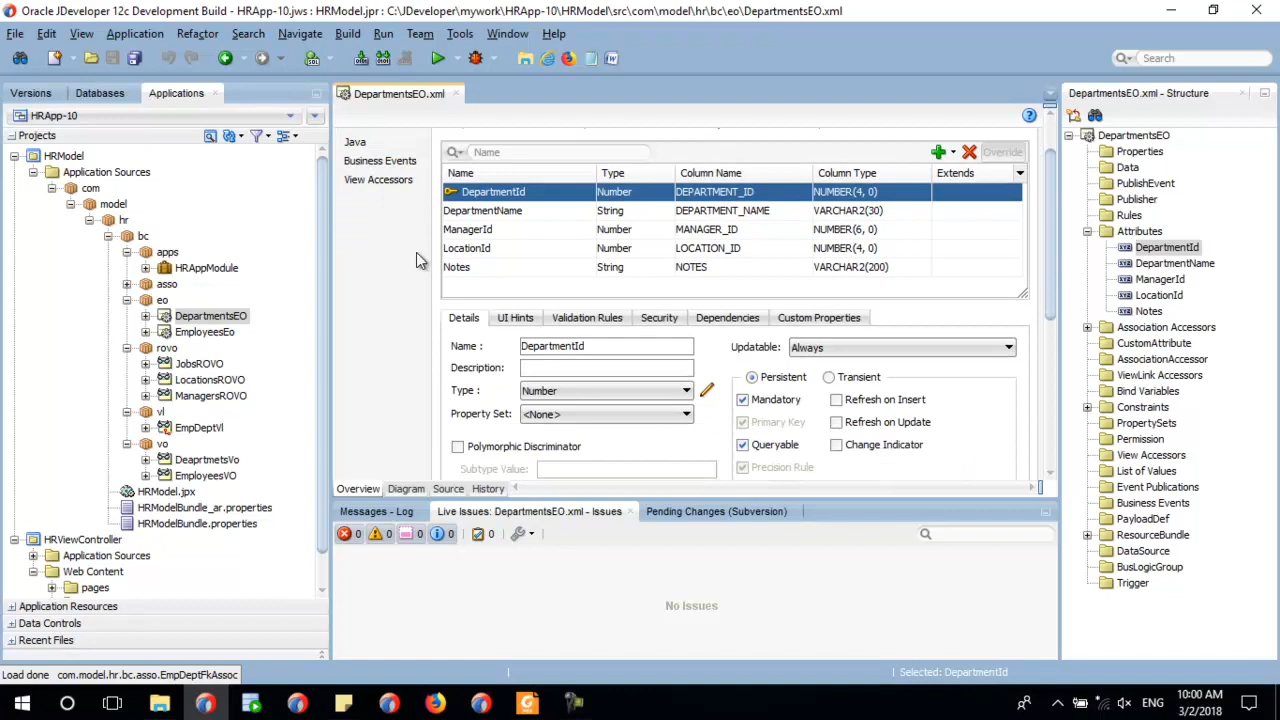 Oracle JDeveloper 12c Development Build - HRApp-10.jws : HRModel.jpr : C:\JDeveloper\mywork\HRApp-10\HRModel\src\com\model\hr\bc\eo\DepartmentsEO.xml
File Edit View Application Refactor Search Navigate Build Run Team Tools Window Help
Search
Versions Databases Applications
HRApp-10
Projects
HRModel
Application Sources
com
model
hr
bc
apps
HRAppModule
asso
eo
DepartmentsEO
EmployeesEo
rovo
JobsROVO
LocationsROVO
ManagersROVO
vl
EmpDeptVl
vo
DeaprtmetsVo
EmployeesVO
HRModel.jpx
HRModelBundle_ar.properties
HRModelBundle.properties
HRViewController
Application Sources
Web Content
pages
Application Resources
Data Controls
Recent Files
DepartmentsEO.xml
Java
Business Events
View Accessors
Name
Override
Name Type Column Name Column Type Extends
DepartmentId Number DEPARTMENT_ID NUMBER(4, 0)
DepartmentName String DEPARTMENT_NAME VARCHAR2(30)
ManagerId Number MANAGER_ID NUMBER(6, 0)
LocationId Number LOCATION_ID NUMBER(4, 0)
Notes String NOTES VARCHAR2(200)
Details UI Hints Validation Rules Security Dependencies Custom Properties
Name : DepartmentId
Description:
Type : Number
Property Set: <None>
Polymorphic Discriminator
Subtype Value:
Updatable: Always
Persistent Transient
Mandatory Refresh on Insert
Primary Key Refresh on Update
Queryable Change Indicator
Precision Rule
Overview Diagram Source History
Messages - Log Live Issues: DepartmentsEO.xml - Issues Pending Changes (Subversion)
0 0 0 0 0
No Issues
DepartmentsEO.xml - Structure
DepartmentsEO
Properties
Data
PublishEvent
Publisher
Rules
Attributes
DepartmentId
DepartmentName
ManagerId
LocationId
Notes
Association Accessors
CustomAttribute
AssociationAccessor
ViewLink Accessors
Bind Variables
Constraints
PropertySets
Permission
View Accessors
List of Values
Event Publications
Business Events
PayloadDef
ResourceBundle
DataSource
BusLogicGroup
Trigger
Load done com.model.hr.bc.asso.EmpDeptFkAssoc
Selected: DepartmentId
ENG
10:00 AM
3/2/2018